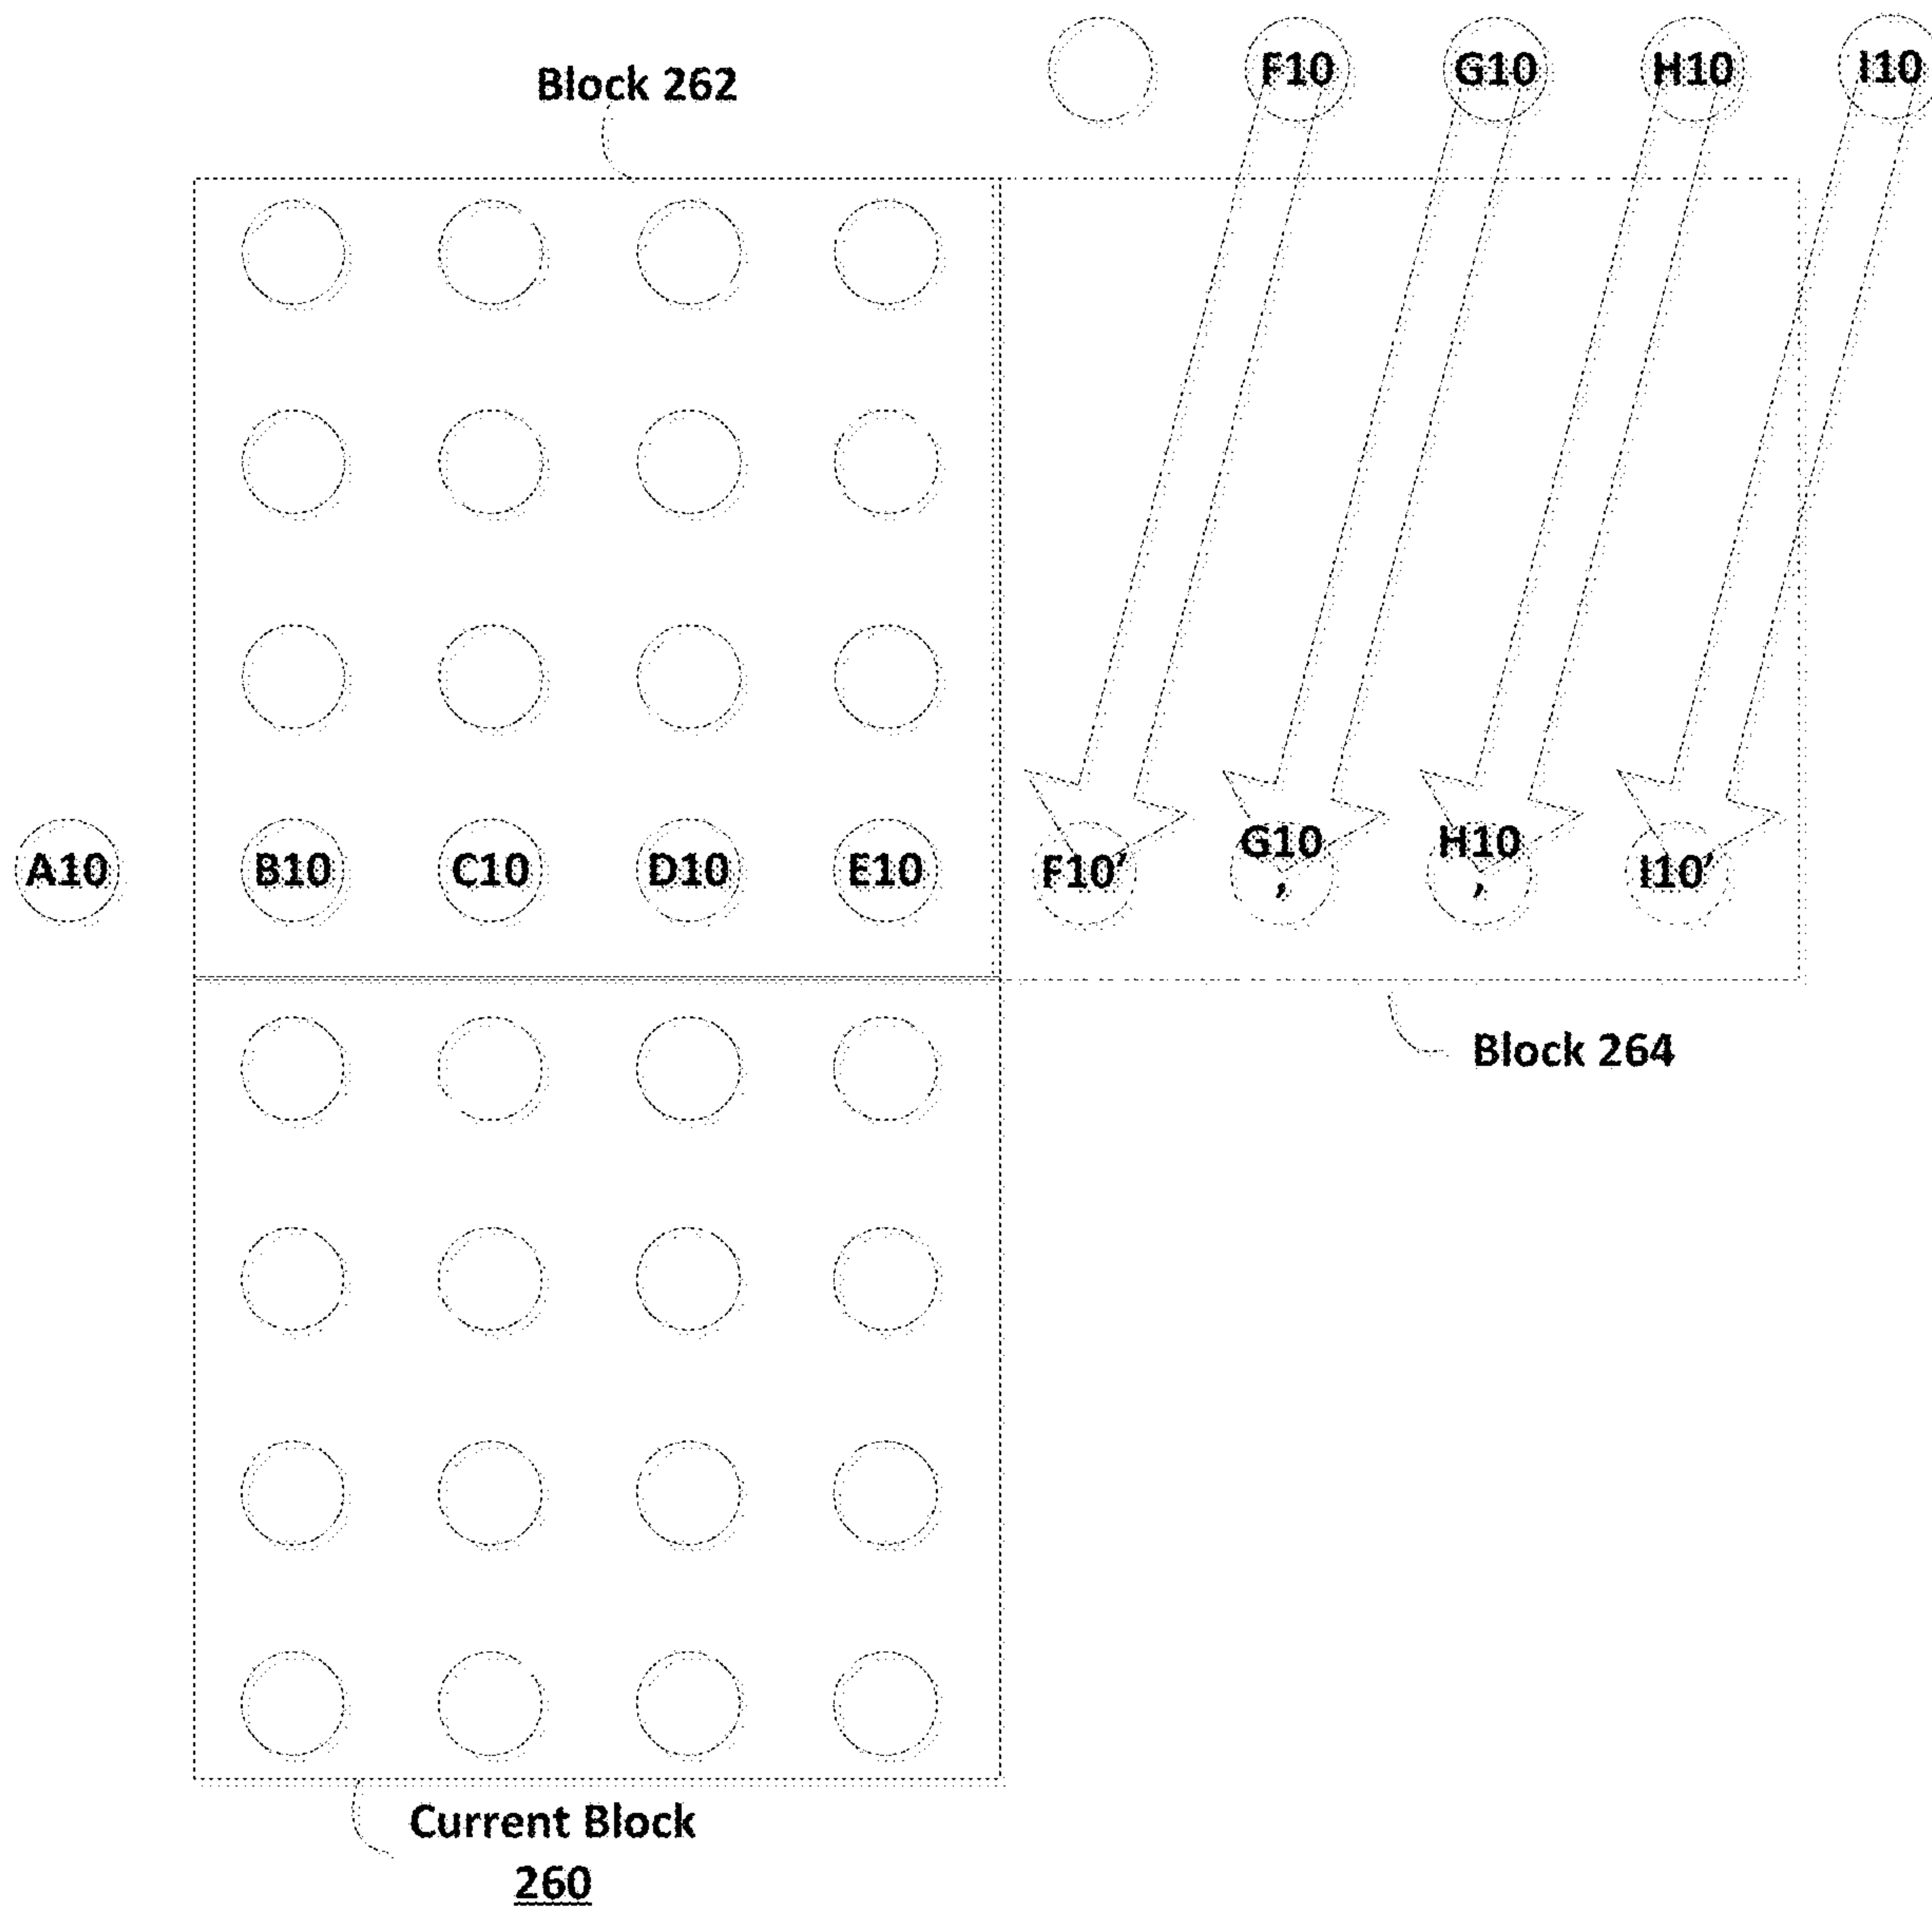 Block 262
F10
G10
H10
I10
A10
B10
C10
D10
E10
F10’
G10
’
H10
’
I10’
Block 264
Current Block
260